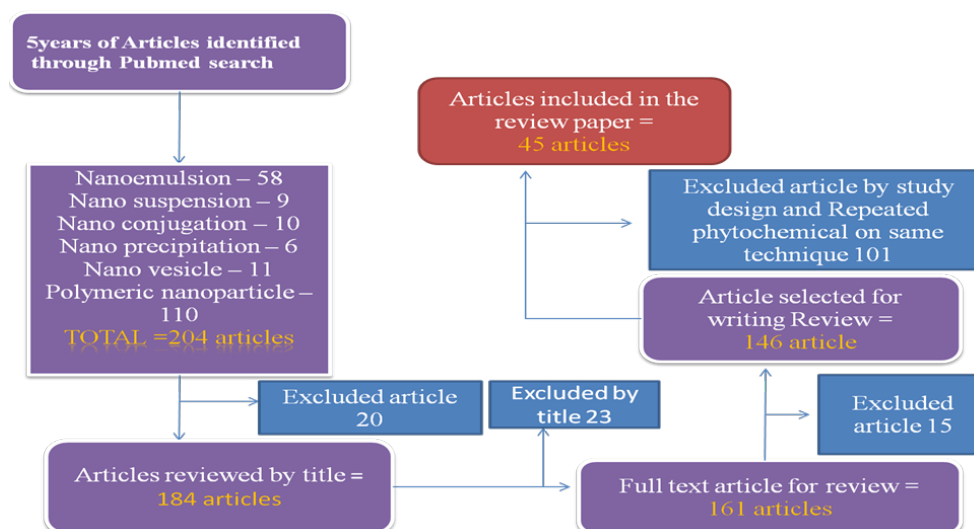 5years of Articles identified
through Pubmed search
Nanoemulsion – 58
Nano suspension – 9
Nano conjugation – 10
Nano precipitation – 6
Nano vesicle – 11
Polymeric nanoparticle –
110
TOTAL =204 articles
Excluded article
20
Articles reviewed by title =
184 articles
Excluded by
title 23
Full text article for review =
161 articles
Excluded
article 15
Article selected for
writing Review =
146 article
Excluded article by study
design and Repeated
phytochemical on same
technique 101
Articles included in the
review paper =
45 articles